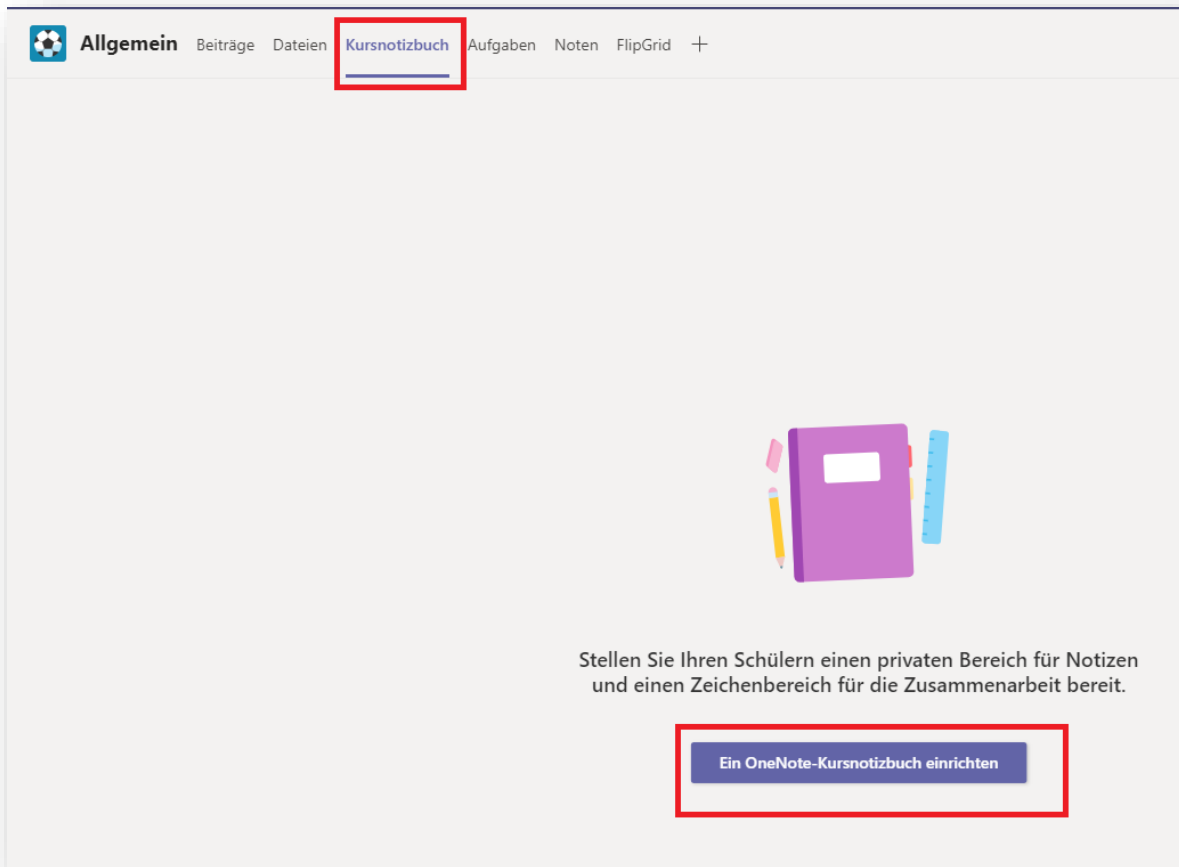 Allgemein Beiträge Dateien Kursnotizbuch Aufgaben Noten FlipGrid +
Stellen Sie Ihren Schülern einen privaten Bereich für Notizen
und einen Zeichenbereich für die Zusammenarbeit bereit.
Ein OneNote-Kursnotizbuch einrichten